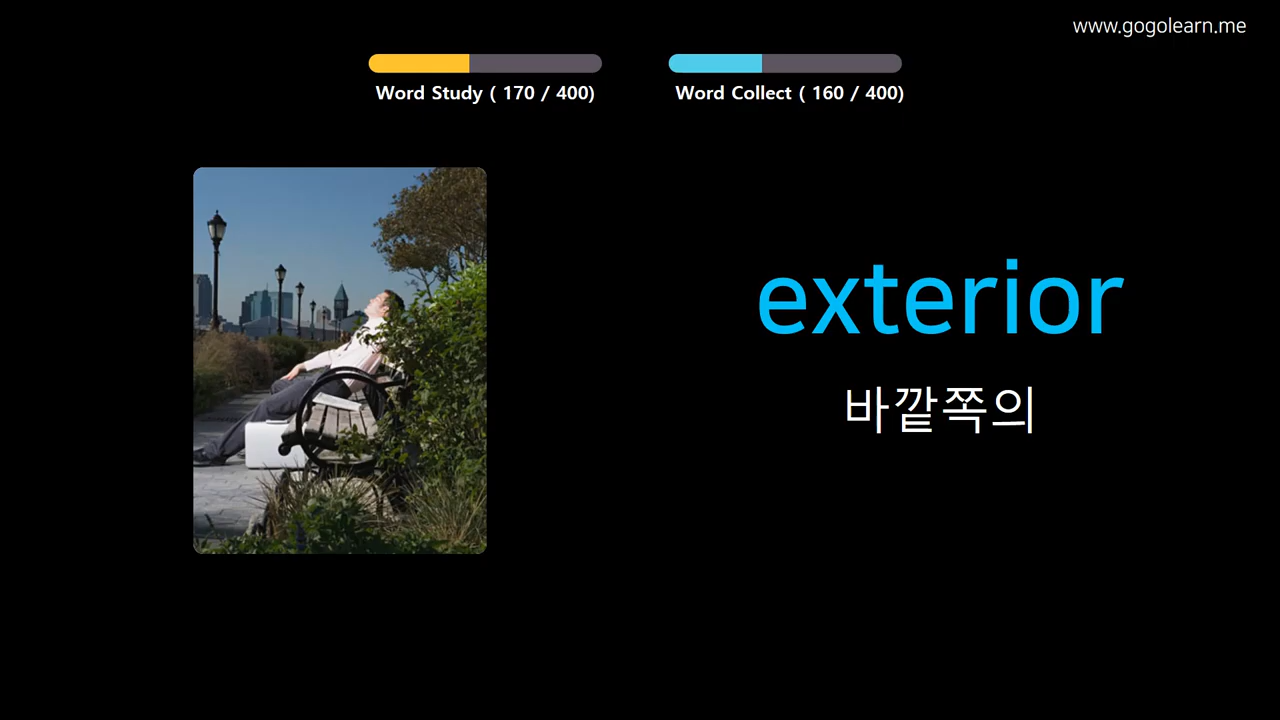 www.gogolearn.me
Word Study ( 170 / 400)
Word Collect ( 160 / 400)
exterior
바깥쪽의